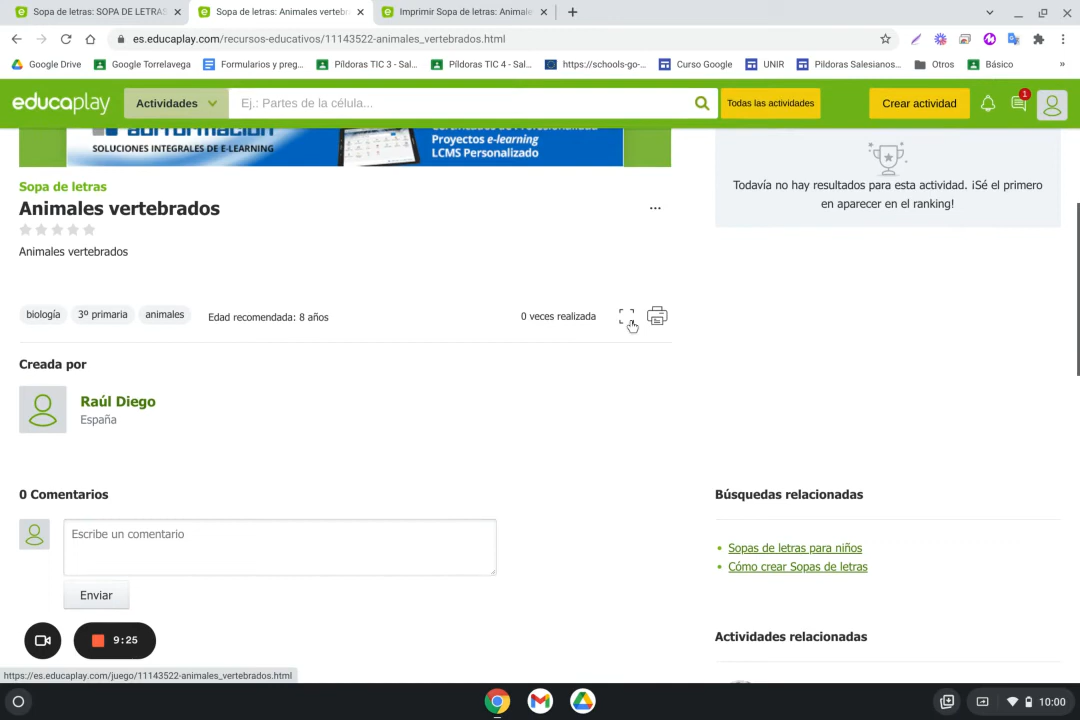 Sopa de letras: SOPA DE LETRAS
Sopa de letras: Animales vertebr
Imprimir Sopa de letras: Animale
es.educaplay.com/recursos-educativos/11143522-animales_vertebrados.html
Google Drive
Google Torrelavega
Formularios y preg...
Píldoras TIC 3 - Sal...
Píldoras TIC 4 - Sal...
https://schools-go-...
Curso Google
UNIR
Píldoras Salesianos...
Otros
Básico
»
educaplay
Actividades
Ej.: Partes de la célula...
Todas las actividades
Crear actividad
1
SOLUCIONES INTEGRALES DE E-LEARNING
Proyectos e-learning
LCMS Personalizado
Todavía no hay resultados para esta actividad. ¡Sé el primero
en aparecer en el ranking!
Sopa de letras
Animales vertebrados
...
Animales vertebrados
biología
3º primaria
animales
Edad recomendada: 8 años
0 veces realizada
Creada por
Raúl Diego
España
0 Comentarios
Escribe un comentario
Enviar
Búsquedas relacionadas
• Sopas de letras para niños
• Cómo crear Sopas de letras
Actividades relacionadas
9:25
https://es.educaplay.com/juego/11143522-animales_vertebrados.html
10:00